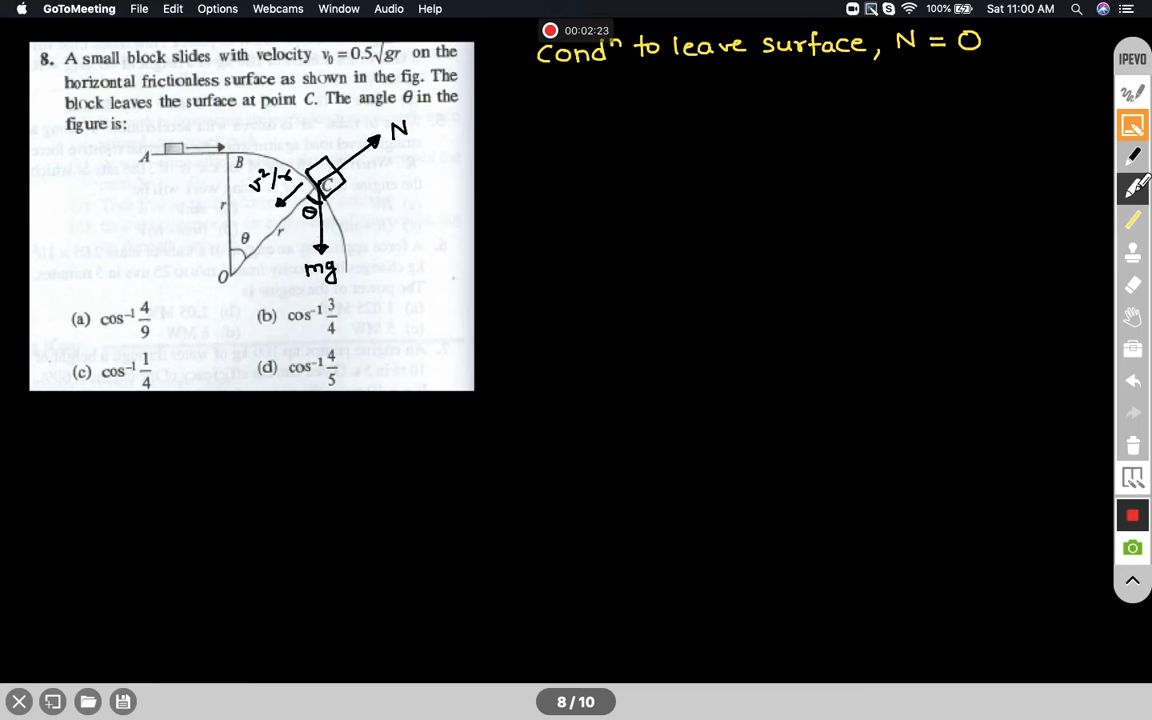 GoToMeeting File Edit View Options Webcams Window Audio Help 100% Sat 11:00 AM
00:02:23
Condⁿ to leave surface, N = 0
IPEVO
8. A small block slides with velocity v₀ = 0.5√gr on the
horizontal frictionless surface as shown in the fig. The
block leaves the surface at point C. The angle θ in the
figure is:
N
A B
C
r
θ
θ r
mg
O
(a) cos⁻¹ 4/9 (b) cos⁻¹ 3/4
(c) cos⁻¹ 1/4 (d) cos⁻¹ 4/5
8 / 10